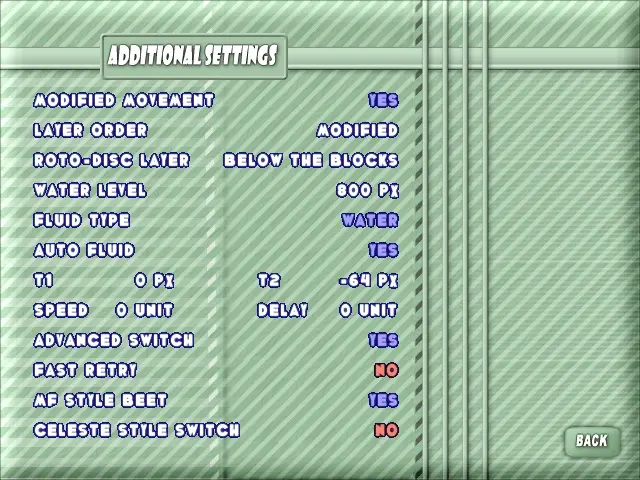 ADDITIONAL SETTINGS
MODIFIED MOVEMENT YES
LAYER ORDER MODIFIED
ROTO-DISC LAYER BELOW THE BLOCKS
WATER LEVEL 800 PX
FLUID TYPE WATER
AUTO FLUID YES
T1 0 PX T2 -64 PX
SPEED 0 UNIT DELAY 0 UNIT
ADVANCED SWITCH YES
FAST RETRY NO
MF STYLE BEET YES
CELESTE STYLE SWITCH NO
BACK